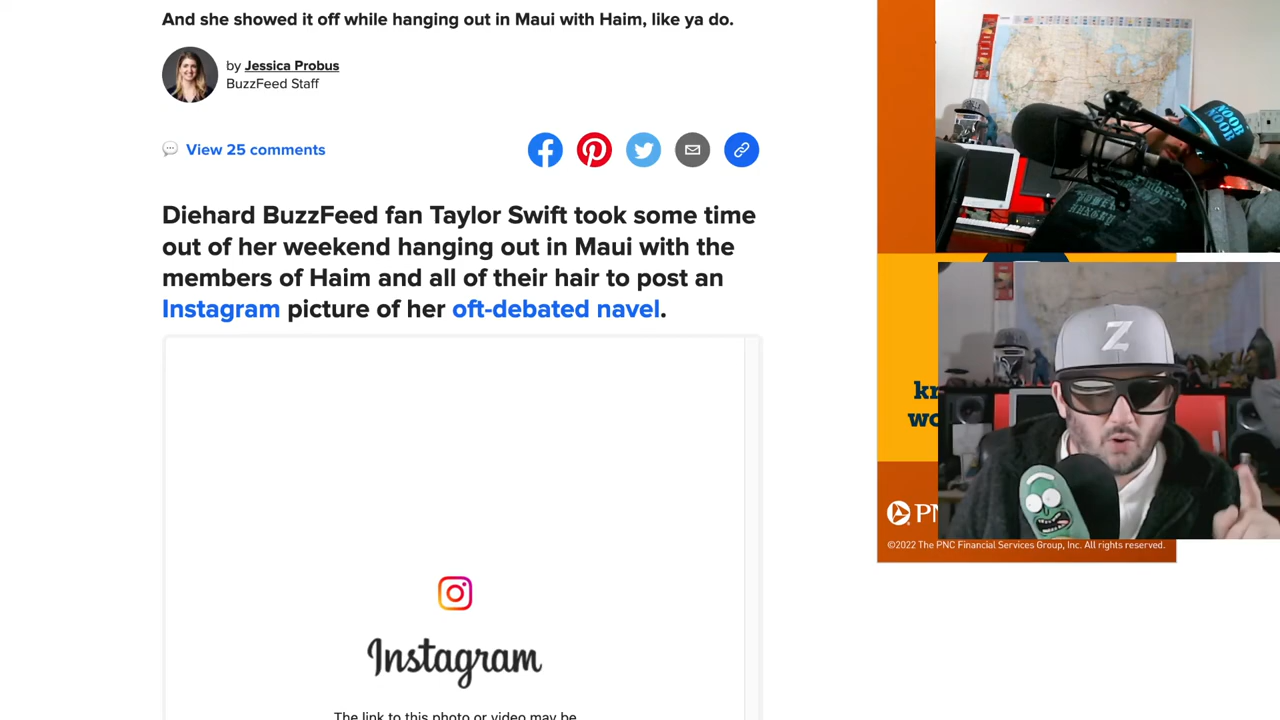 And she showed it off while hanging out in Maui with Haim, like ya do.
by Jessica Probus
BuzzFeed Staff
View 25 comments
Diehard BuzzFeed fan Taylor Swift took some time
out of her weekend hanging out in Maui with the
members of Haim and all of their hair to post an
Instagram picture of her oft-debated navel.
Instagram
The link to this photo or video may be
NOOB
NOOB
Z
©2022 The PNC Financial Services Group, Inc. All rights reserved.